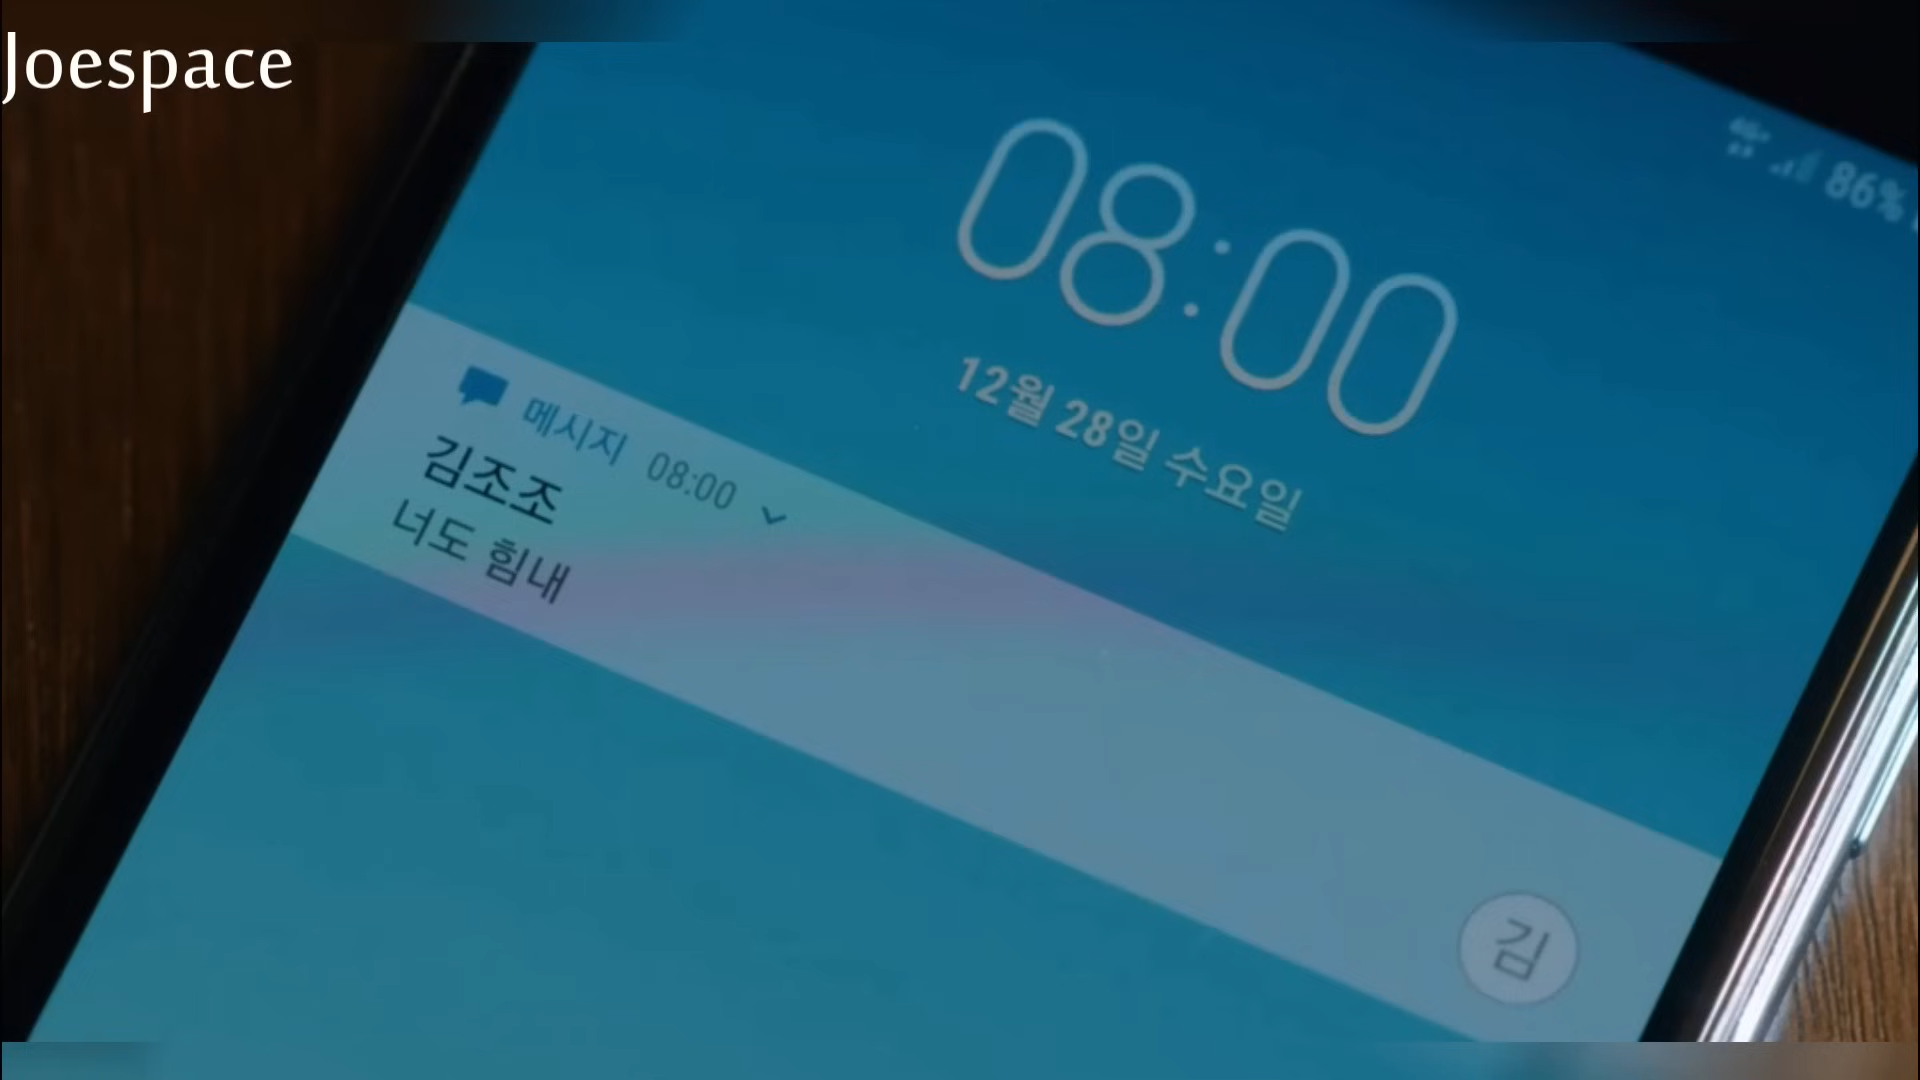 Joespace
86%
08:00
12월 28일 수요일
메시지 08:00
김조조
너도 힘내
김